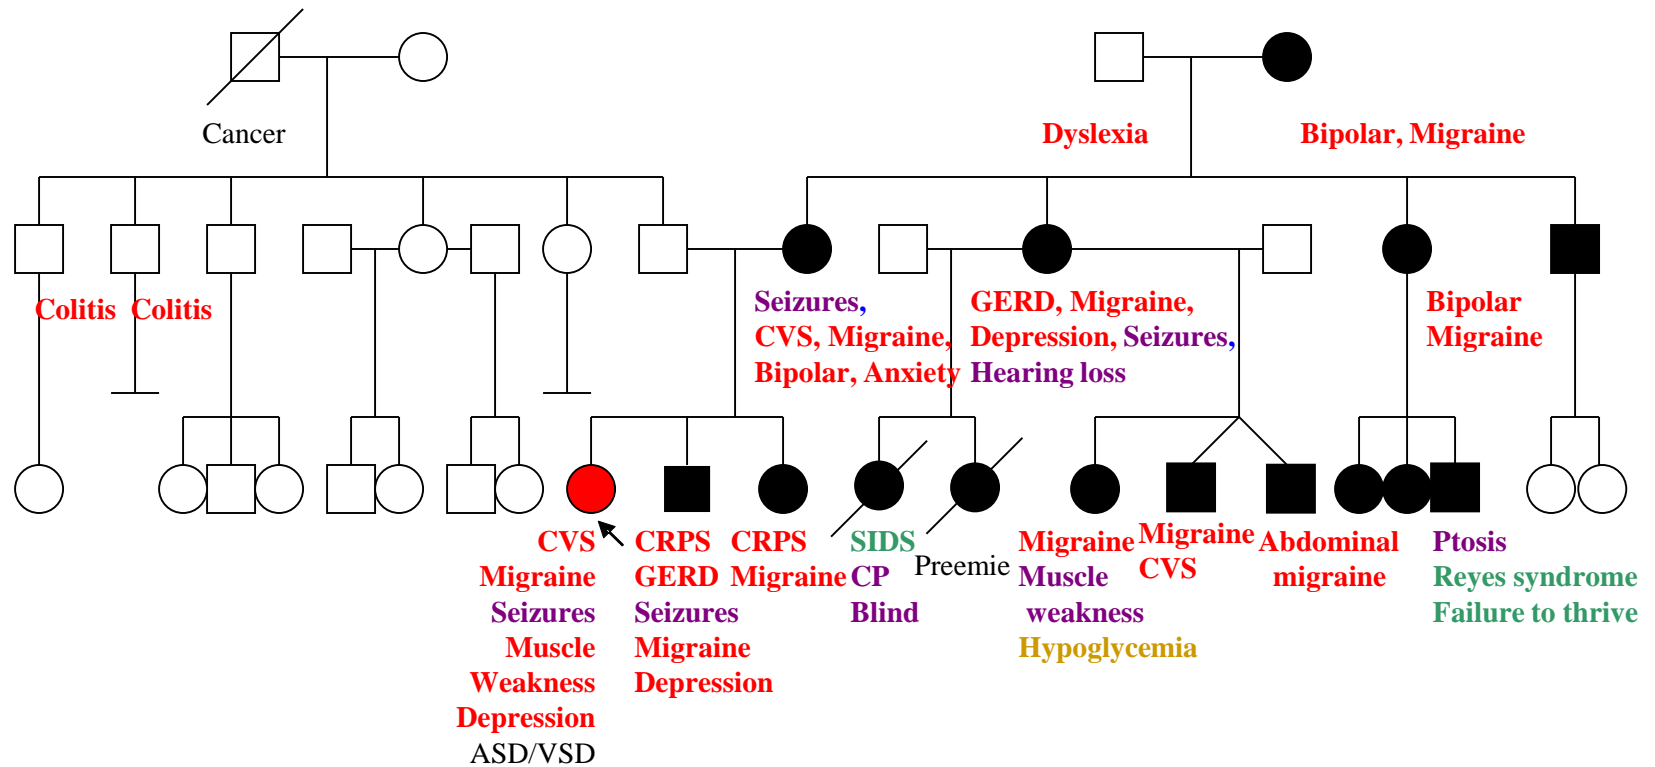 Cancer
Dyslexia
Bipolar, Migraine
Colitis
Colitis
Seizures,
CVS, Migraine,
Bipolar, Anxiety
GERD, Migraine,
Depression, Seizures,
Hearing loss
Bipolar
Migraine
CVS
Migraine
Seizures
Muscle
Weakness
Depression
ASD/VSD
CRPS
GERD
Seizures
Migraine
Depression
CRPS
Migraine
SIDS
CP
Blind
Preemie
Migraine
Muscle
weakness
Hypoglycemia
Migraine
CVS
Abdominal
migraine
Ptosis
Reyes syndrome
Failure to thrive